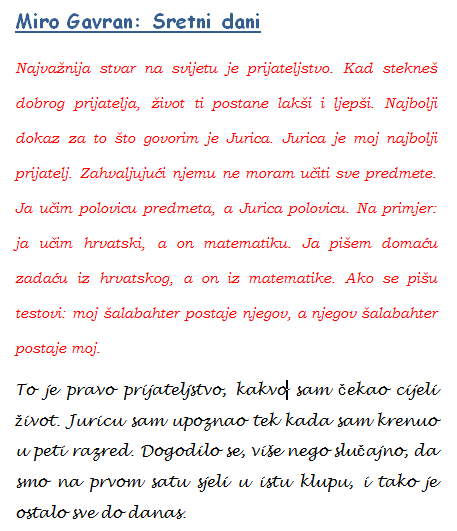 Miro Gavran: Sretni dani
Najvažnija stvar na svijetu je prijateljstvo. Kad stekneš
dobrog prijatelja, život ti postane lakši i ljepši. Najbolji
dokaz za to što govorim je Jurica. Jurica je moj najbolji
prijatelj. Zahvaljujući njemu ne moram učiti sve predmete.
Ja učim polovicu predmeta, a Jurica polovicu. Na primjer:
ja učim hrvatski, a on matematiku. Ja pišem domaću
zadaću iz hrvatskog, a on iz matematike. Ako se pišu
testovi: moj šalabahter postaje njegov, a njegov šalabahter
postaje moj.
To je pravo prijateljstvo, kakvo sam čekao cijeli
život. Juricu sam upoznao tek kada sam krenuo
u peti razred. Dogodilo se, više nego slučajno, da
smo na prvom satu sjeli u istu klupu, i tako je
ostalo sve do danas.